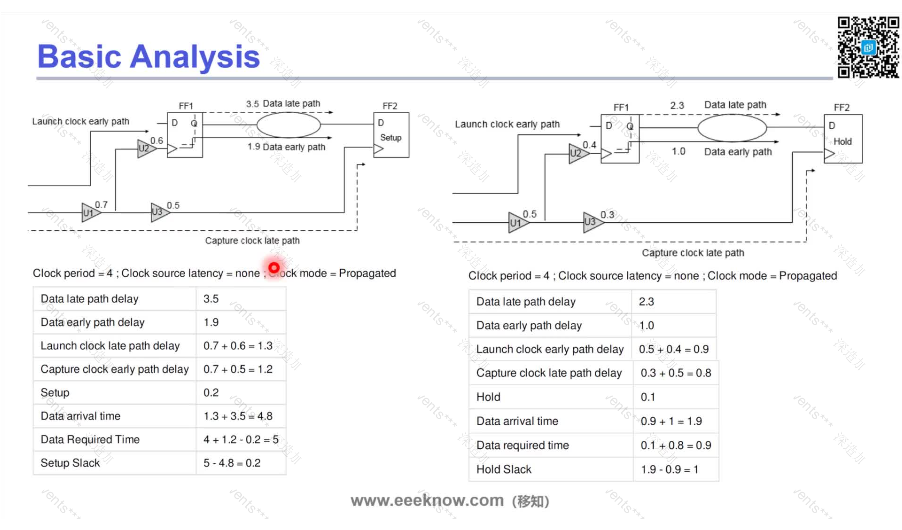 Basic Analysis
FF1
3.5 Data late path
FF2
Launch clock early path
D
Q
D
Setup
0.6
U2
1.9 Data early path
0.7
U1
0.5
U3
Capture clock late path
Clock period = 4 ; Clock source latency = none ; Clock mode = Propagated
Data late path delay 3.5
Data early path delay 1.9
Launch clock late path delay 0.7 + 0.6 = 1.3
Capture clock early path delay 0.7 + 0.5 = 1.2
Setup 0.2
Data arrival time 1.3 + 3.5 = 4.8
Data Required Time 4 + 1.2 - 0.2 = 5
Setup Slack 5 - 4.8 = 0.2
FF1
2.3 Data late path
FF2
Launch clock early path
D
Q
D
Hold
0.4
U2
1.0 Data early path
0.5
U1
0.3
U3
Capture clock late path
Clock period = 4 ; Clock source latency = none ; Clock mode = Propagated
Data late path delay 2.3
Data early path delay 1.0
Launch clock early path delay 0.5 + 0.4 = 0.9
Capture clock late path delay 0.3 + 0.5 = 0.8
Hold 0.1
Data arrival time 0.9 + 1 = 1.9
Data required time 0.1 + 0.8 = 0.9
Hold Slack 1.9 - 0.9 = 1
www.eeeknow.com (移知)